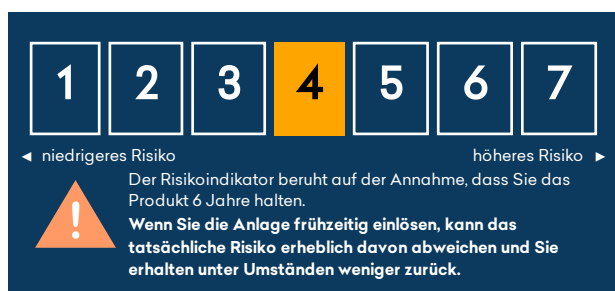 1 2 3 4 5 6 7
◄ niedrigeres Risiko höheres Risiko ►
Der Risikoindikator beruht auf der Annahme, dass Sie das
Produkt 6 Jahre halten.
Wenn Sie die Anlage frühzeitig einlösen, kann das
tatsächliche Risiko erheblich davon abweichen und Sie
erhalten unter Umständen weniger zurück.